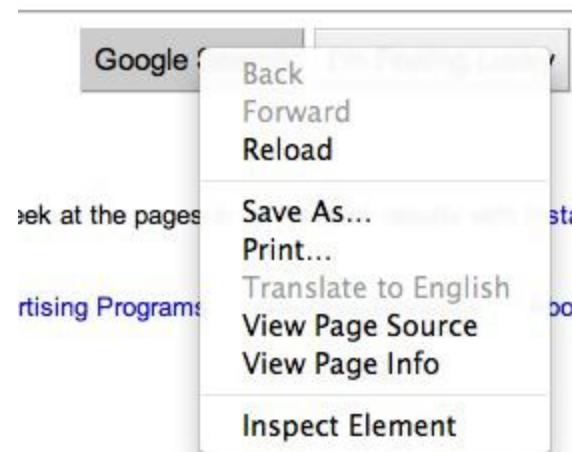 Google
Back
Forward
Reload
eek at the pages
Save As...
Print...
Translate to English
rtising Programs
View Page Source
View Page Info
Inspect Element